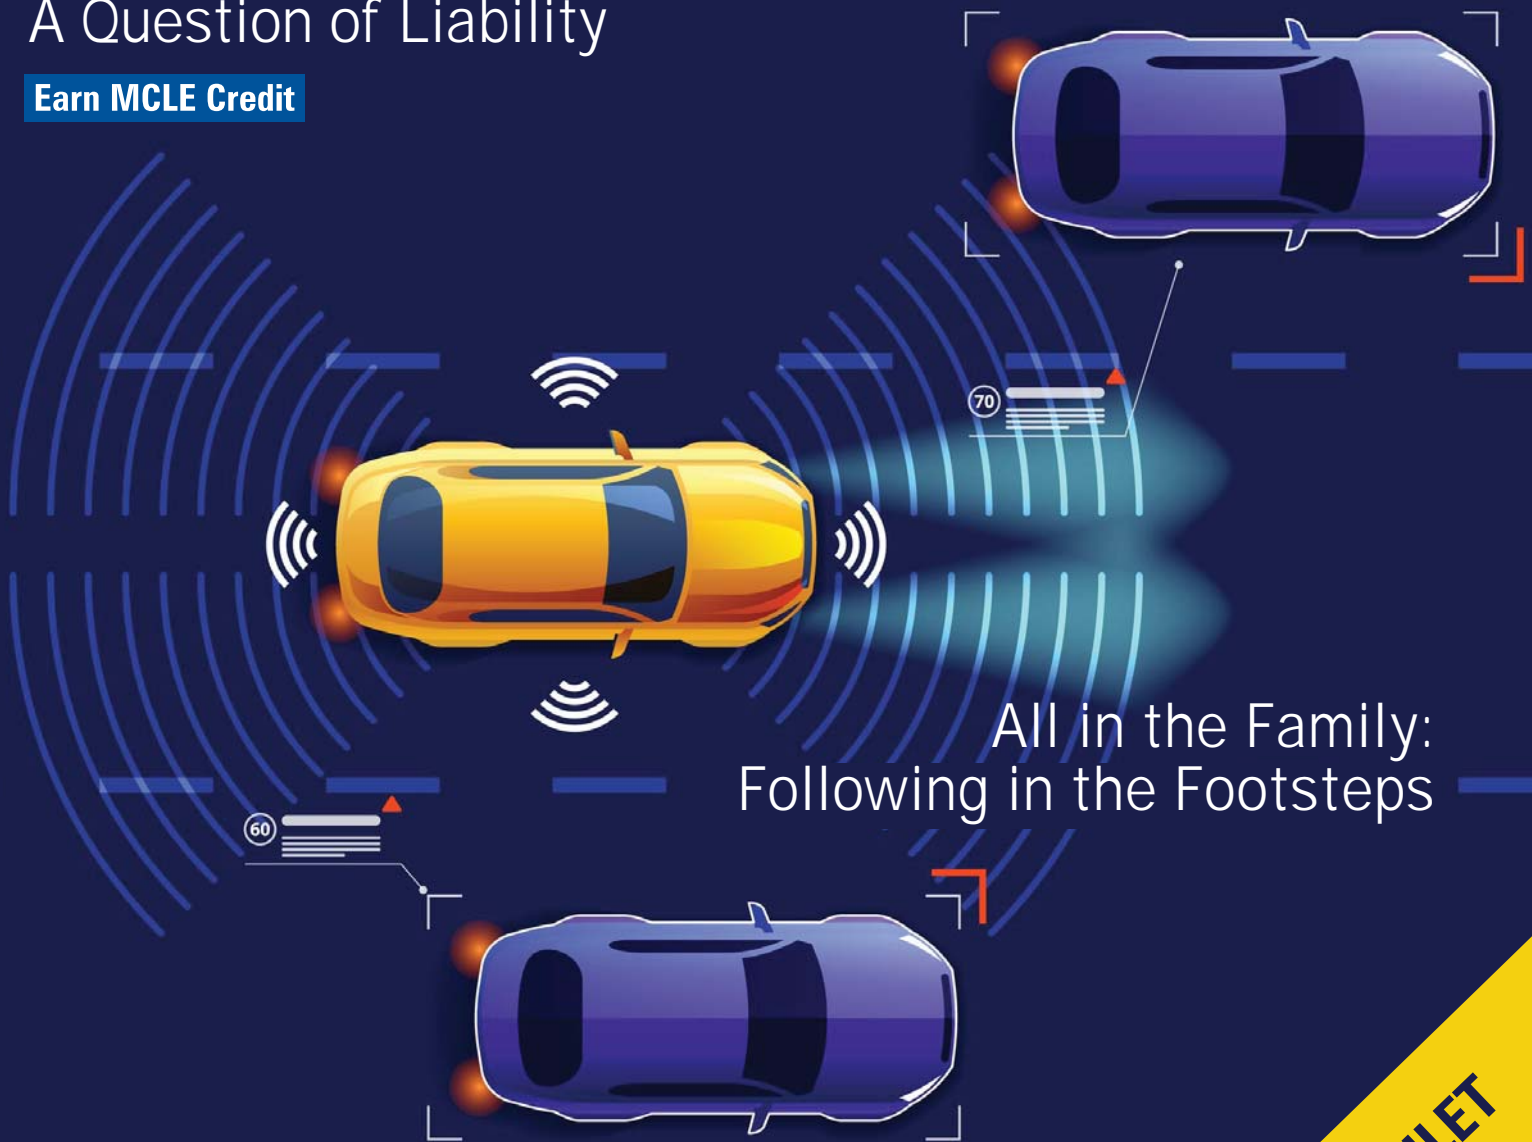 A Question of Liability
Earn MCLE Credit
70
All in the Family:
Following in the Footsteps
60